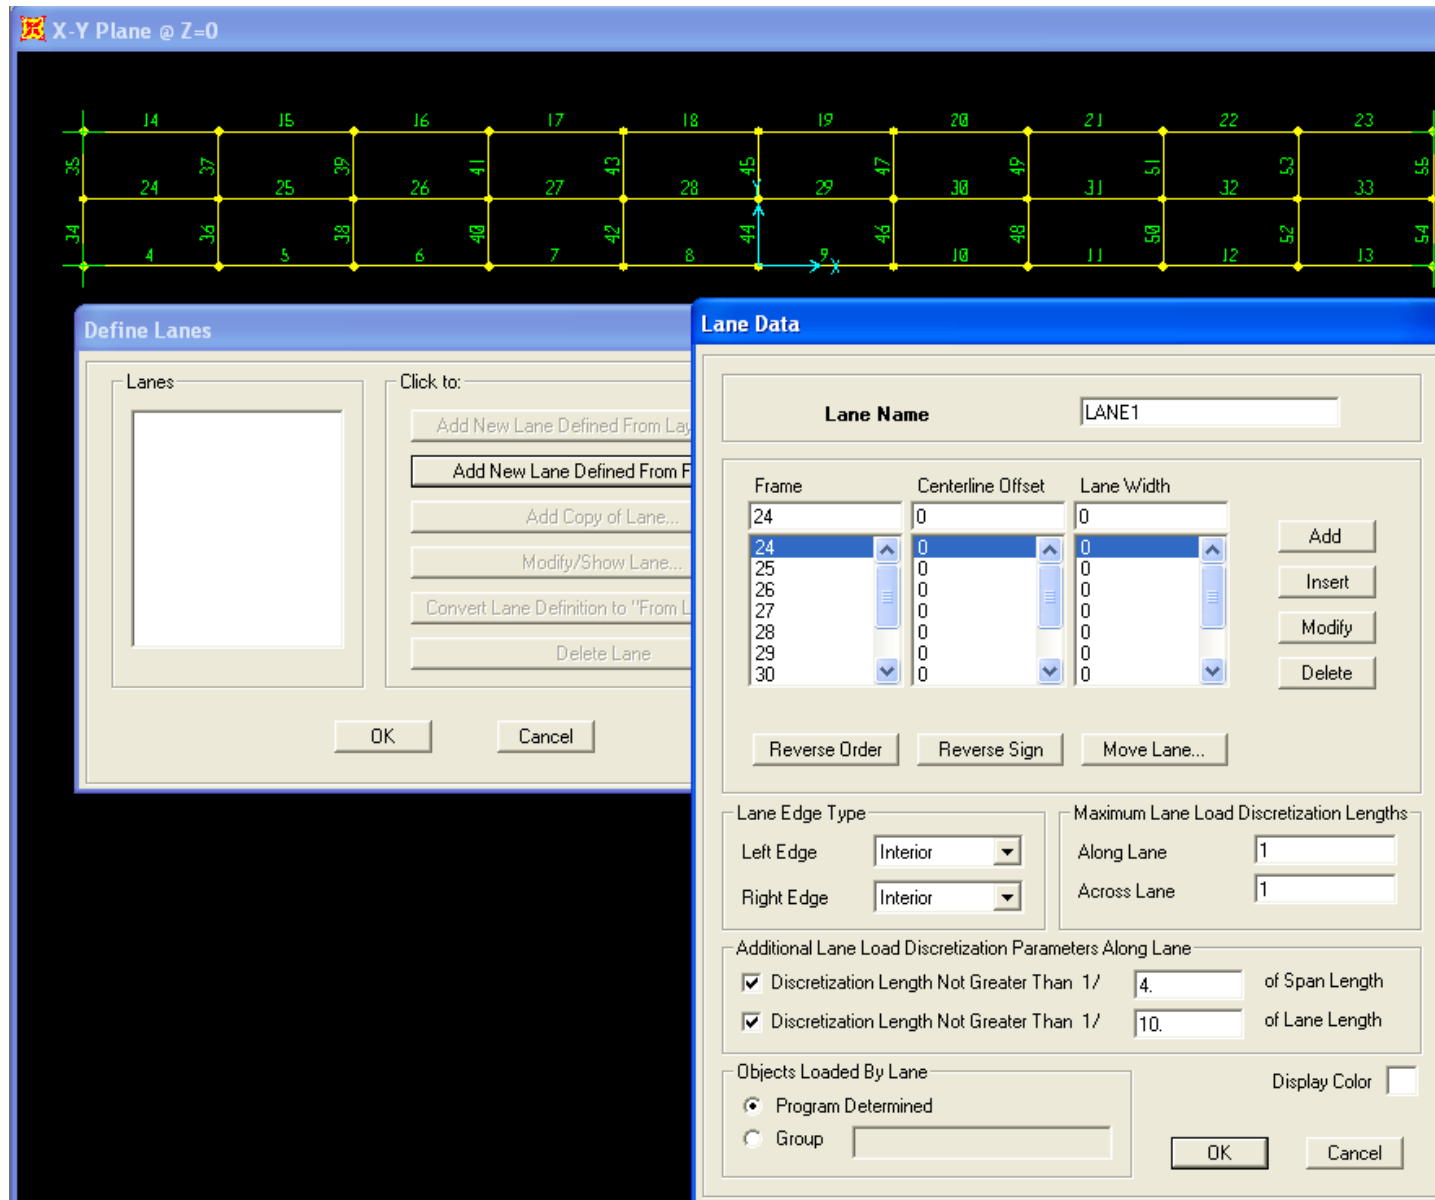 X-Y Plane @ Z=0
14 15 16 17 18 19 20 21 22 23
35 37 39 41 43 45 47 49 51 53 55
24 25 26 27 28 Y 29 30 31 32 33
34 36 38 40 42 44 46 48 50 52 54
4 5 6 7 8 9 X 10 11 12 13
Define Lanes
Lanes
Click to:
Add New Lane Defined From Lay
Add New Lane Defined From F
Add Copy of Lane...
Modify/Show Lane...
Convert Lane Definition to "From L
Delete Lane
OK Cancel
Lane Data
Lane Name LANE1
Frame Centerline Offset Lane Width
24 0 0
24 0 0
25 0 0
26 0 0
27 0 0
28 0 0
29 0 0
30 0 0
Add
Insert
Modify
Delete
Reverse Order Reverse Sign Move Lane...
Lane Edge Type
Left Edge Interior
Right Edge Interior
Maximum Lane Load Discretization Lengths
Along Lane 1
Across Lane 1
Additional Lane Load Discretization Parameters Along Lane
Discretization Length Not Greater Than 1/ 4. of Span Length
Discretization Length Not Greater Than 1/ 10. of Lane Length
Objects Loaded By Lane
Program Determined
Group
Display Color
OK Cancel